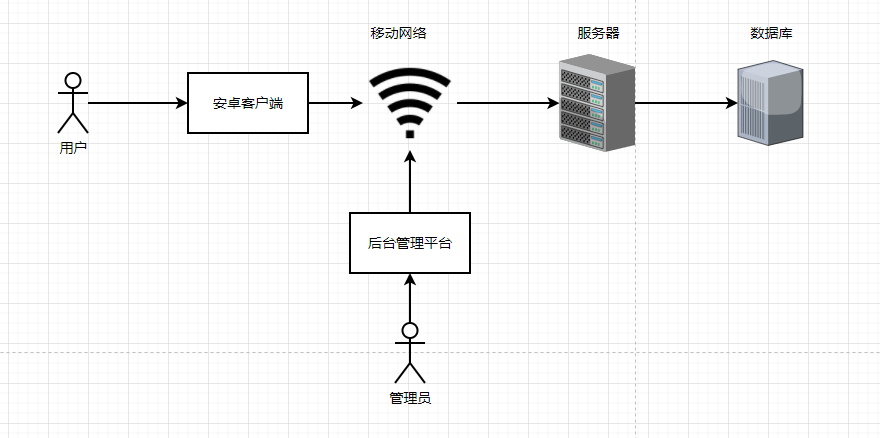 移动网络
服务器
数据库
安卓客户端
用户
后台管理平台
管理员